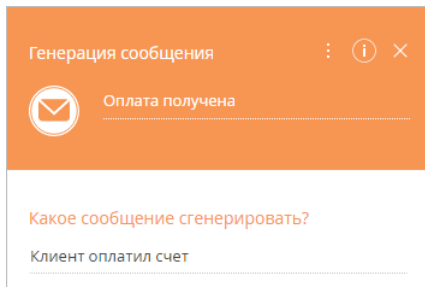 Генерация сообщения
Оплата получена
Какое сообщение сгенерировать?
Клиент оплатил счет